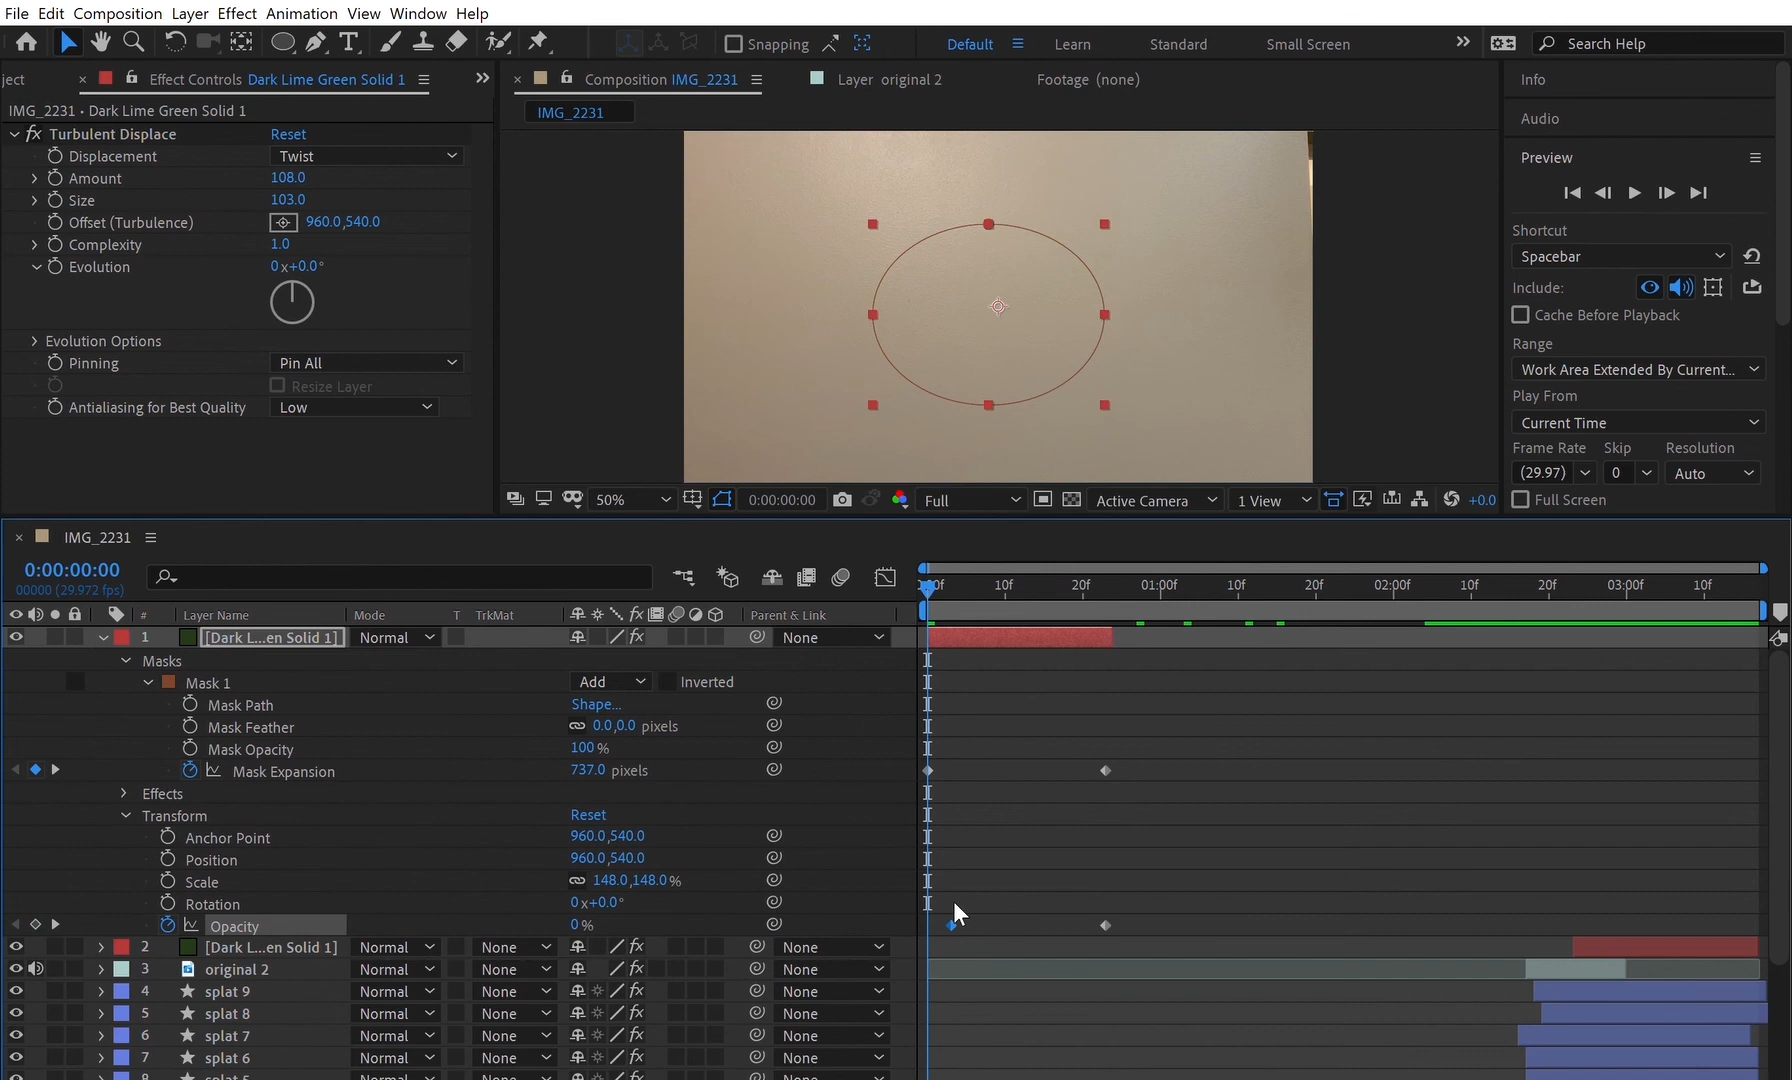 File Edit Composition Layer Effect Animation View Window Help
Snapping Default Learn Standard Small Screen Search Help
ject Effect Controls Dark Lime Green Solid 1
Composition IMG_2231 Layer original 2 Footage (none)
IMG_2231
IMG_2231 • Dark Lime Green Solid 1
fx Turbulent Displace Reset
Displacement Twist
Amount 108.0
Size 103.0
Offset (Turbulence) 960.0,540.0
Complexity 1.0
Evolution 0x+0.0°
Evolution Options
Pinning Pin All
Resize Layer
Antialiasing for Best Quality Low
50% 0:00:00:00 Full Active Camera 1 View +0.0
Info
Audio
Preview
Shortcut
Spacebar
Include:
Cache Before Playback
Range
Work Area Extended By Current...
Play From
Current Time
Frame Rate Skip Resolution
(29.97) 0 Auto
Full Screen
IMG_2231
0:00:00:00
00000 (29.972 fps)
:00f 10f 20f 01:00f 10f 20f 02:00f 10f 20f 03:00f 10f
# Layer Name Mode T TrkMat fx Parent & Link
1 [Dark L...en Solid 1] Normal fx None
Masks
Mask 1 Add Inverted
Mask Path Shape...
Mask Feather 0.0,0.0 pixels
Mask Opacity 100%
Mask Expansion 737.0 pixels
Effects
Transform Reset
Anchor Point 960.0,540.0
Position 960.0,540.0
Scale 148.0,148.0%
Rotation 0x+0.0°
Opacity 0%
2 [Dark L...en Solid 1] Normal None fx None
3 original 2 Normal None fx None
4 splat 9 Normal None fx None
5 splat 8 Normal None fx None
6 splat 7 Normal None fx None
7 splat 6 Normal None fx None